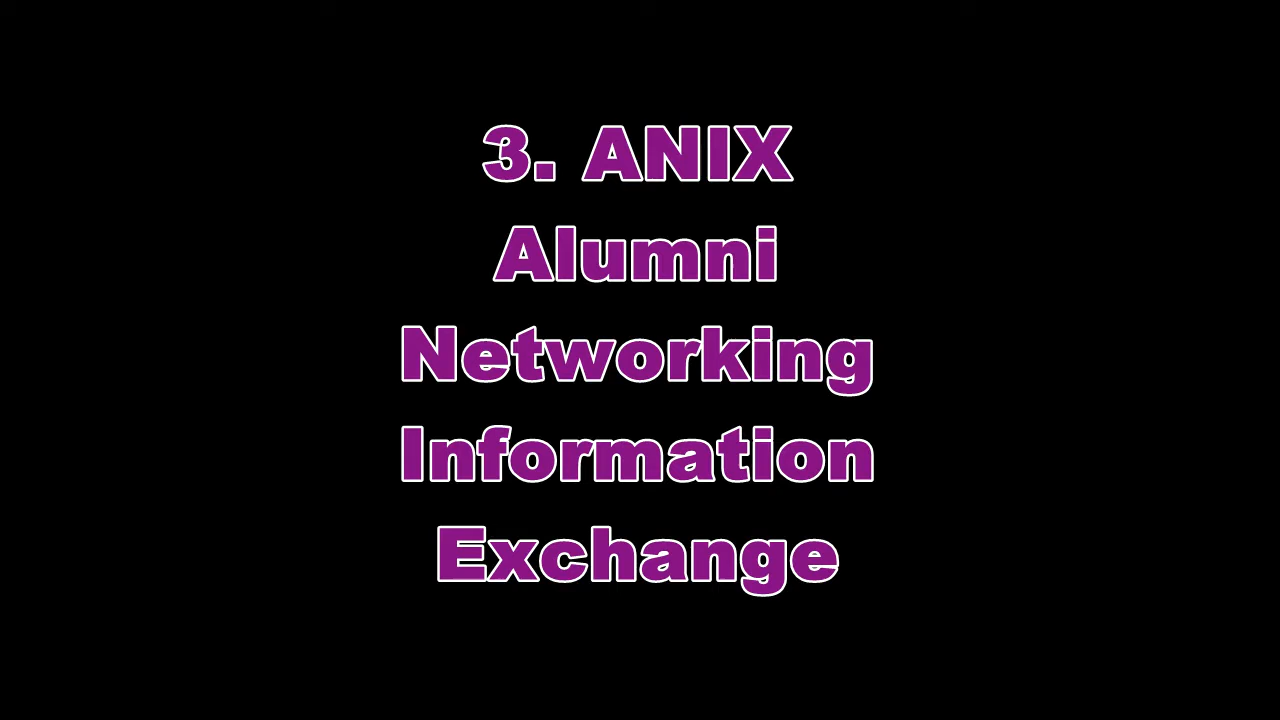 3. ANIX
Alumni
Networking
Information
Exchange